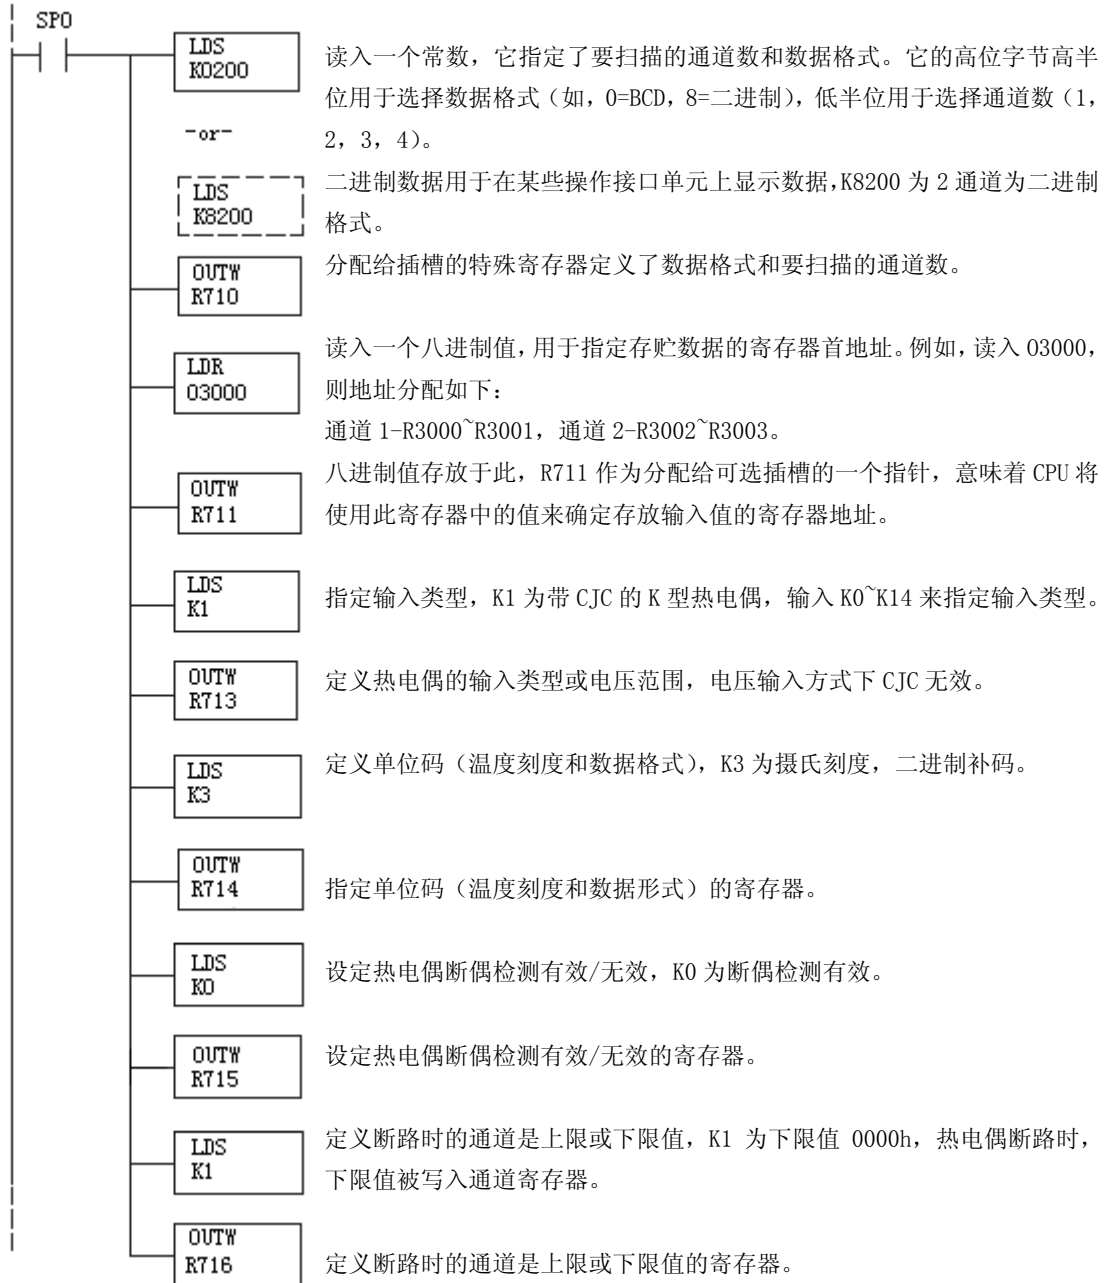 SP0
LDS
K0200
读入一个常数，它指定了要扫描的通道数和数据格式。它的高位字节高半
位用于选择数据格式（如，0=BCD，8=二进制），低半位用于选择通道数（1，
-or-
2，3，4）。
LDS
K8200
二进制数据用于在某些操作接口单元上显示数据，K8200 为 2 通道为二进制
格式。
OUTW
R710
分配给插槽的特殊寄存器定义了数据格式和要扫描的通道数。
LDR
O3000
读入一个八进制值，用于指定存贮数据的寄存器首地址。例如，读入 O3000，
则地址分配如下：
通道 1-R3000~R3001，通道 2-R3002~R3003。
OUTW
R711
八进制值存放于此，R711 作为分配给可选插槽的一个指针，意味着 CPU 将
使用此寄存器中的值来确定存放输入值的寄存器地址。
LDS
K1
指定输入类型，K1 为带 CJC 的 K 型热电偶，输入 K0~K14 来指定输入类型。
OUTW
R713
定义热电偶的输入类型或电压范围，电压输入方式下 CJC 无效。
LDS
K3
定义单位码（温度刻度和数据格式），K3 为摄氏刻度，二进制补码。
OUTW
R714
指定单位码（温度刻度和数据形式）的寄存器。
LDS
K0
设定热电偶断偶检测有效/无效，K0 为断偶检测有效。
OUTW
R715
设定热电偶断偶检测有效/无效的寄存器。
LDS
K1
定义断路时的通道是上限或下限值，K1 为下限值 0000h，热电偶断路时，
下限值被写入通道寄存器。
OUTW
R716
定义断路时的通道是上限或下限值的寄存器。